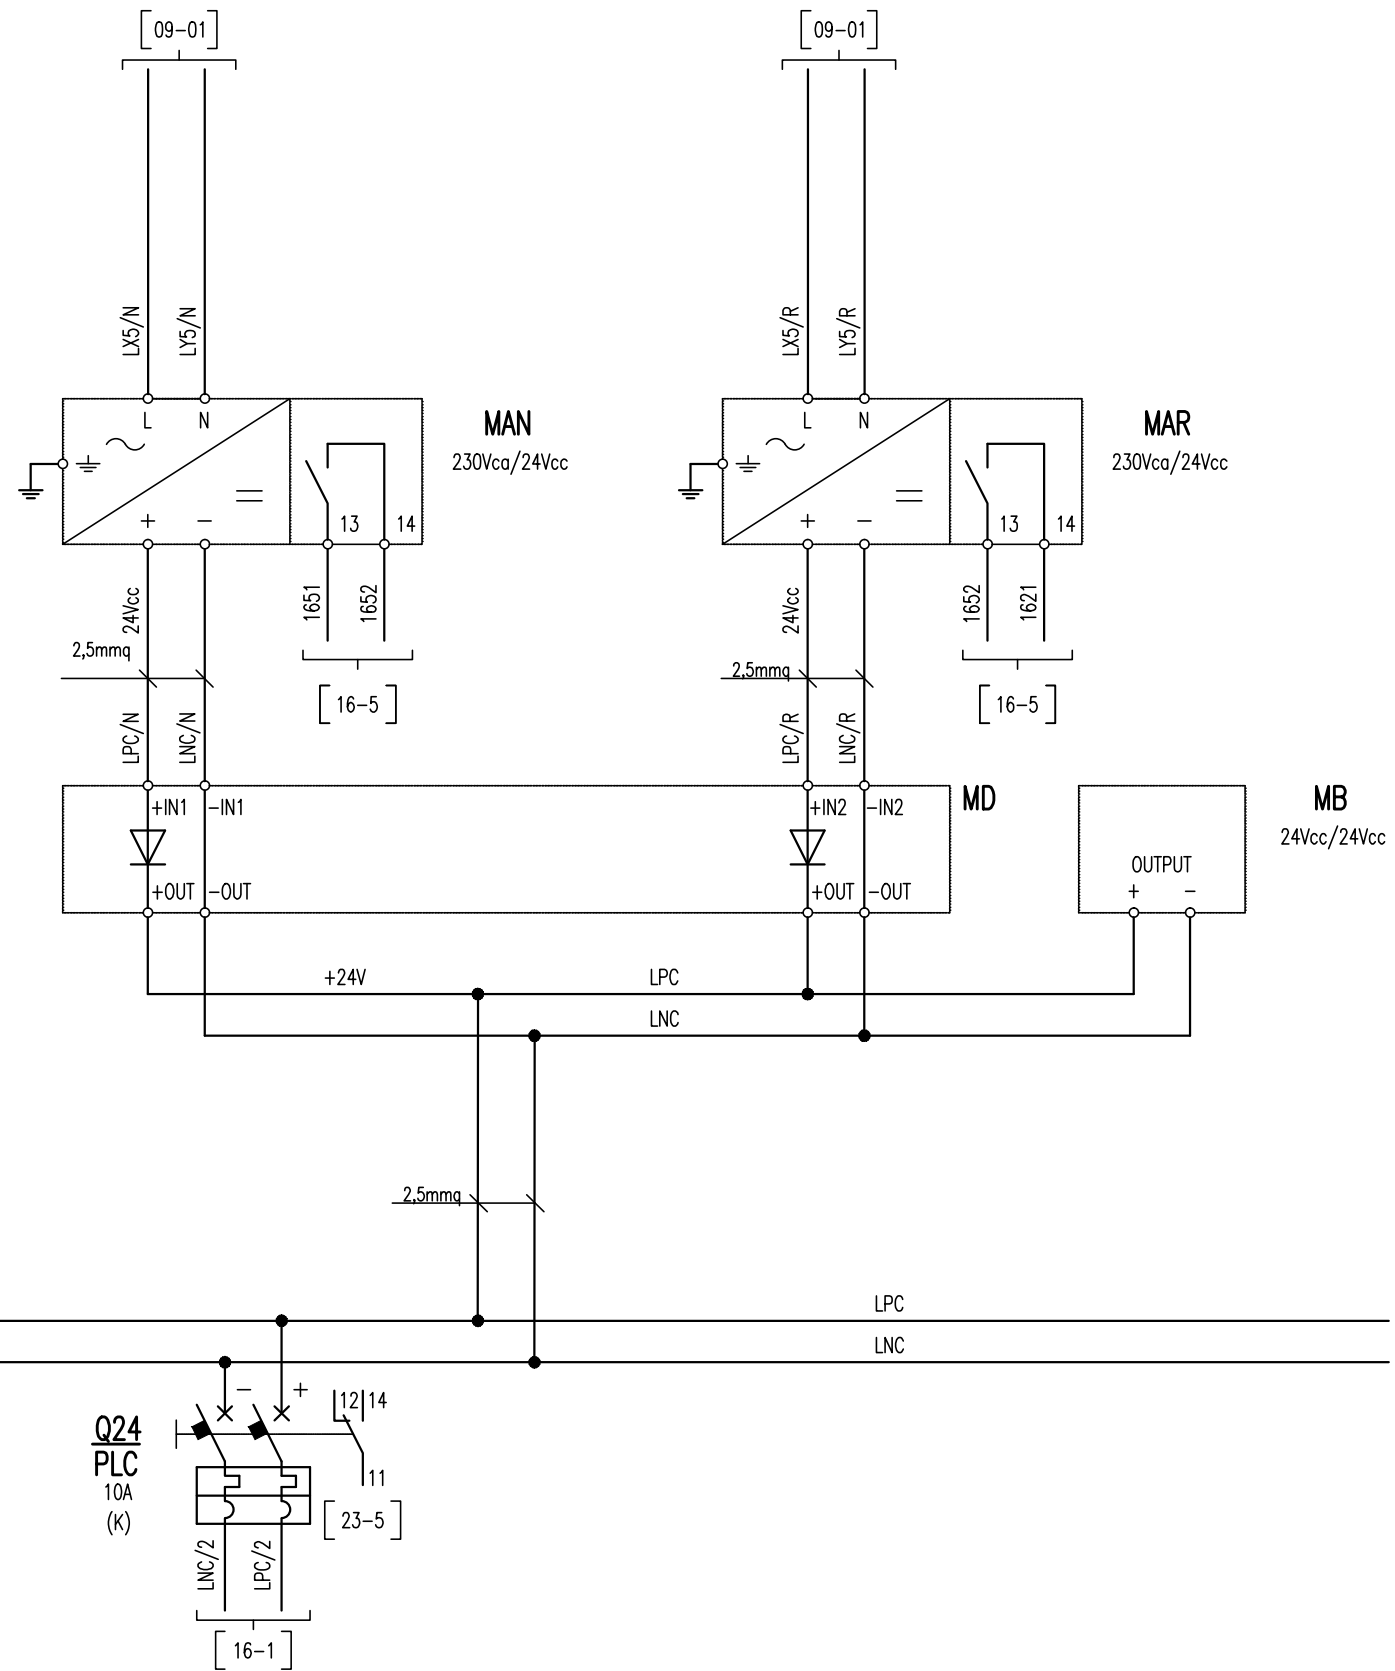 09-01
09-01
LX5/N
LY5/N
LX5/R
LY5/R
L
N
MAN
230Vca/24Vcc
L
N
MAR
230Vca/24Vcc
+
−
13
14
+
−
13
14
24Vcc
1651
1652
24Vcc
1652
1621
2,5mmq
2,5mmq
16-5
16-5
LPC/N
LNC/N
LPC/R
LNC/R
+IN1
-IN1
+IN2
-IN2
MD
MB
24Vcc/24Vcc
OUTPUT
+
−
+OUT
-OUT
+OUT
-OUT
+24V
LPC
LNC
2,5mmq
LPC
LNC
−
+
12
14
Q24
PLC
10A
(K)
11
23-5
LNC/2
LPC/2
16-1